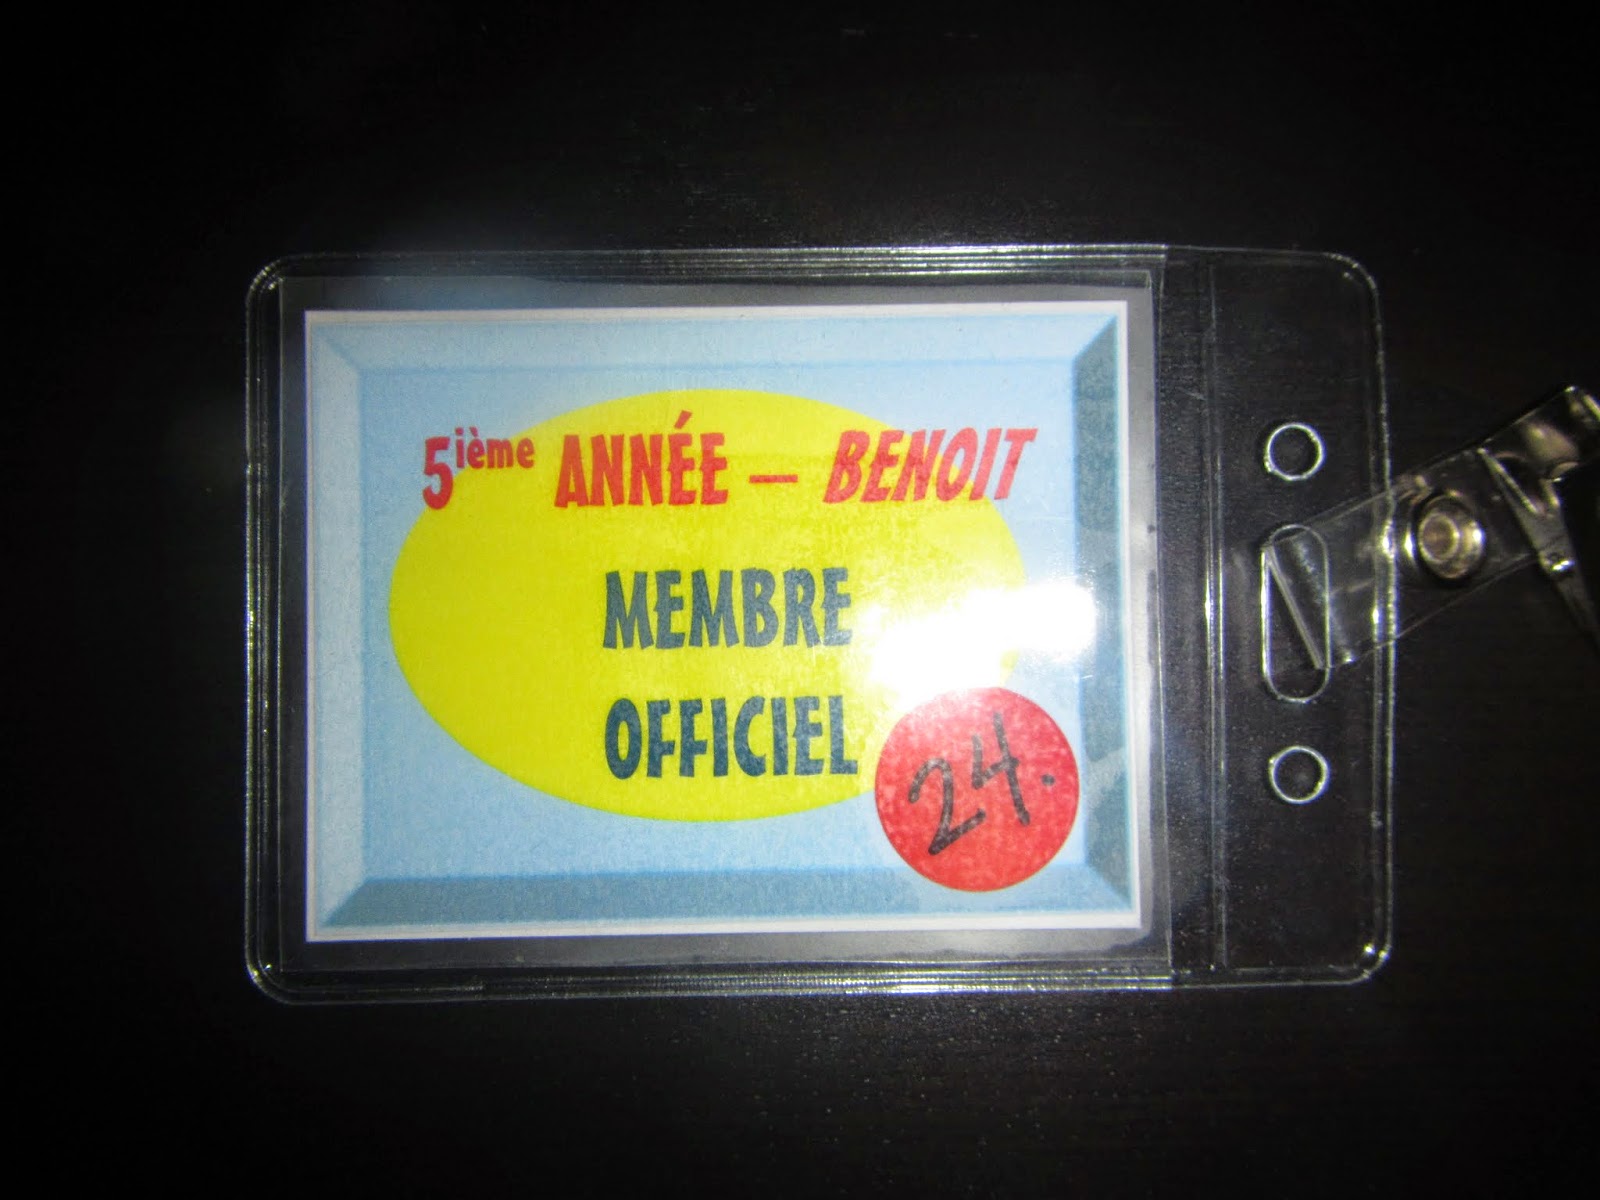 5ième ANNÉE – BENOIT
MEMBRE
OFFICIEL
24.